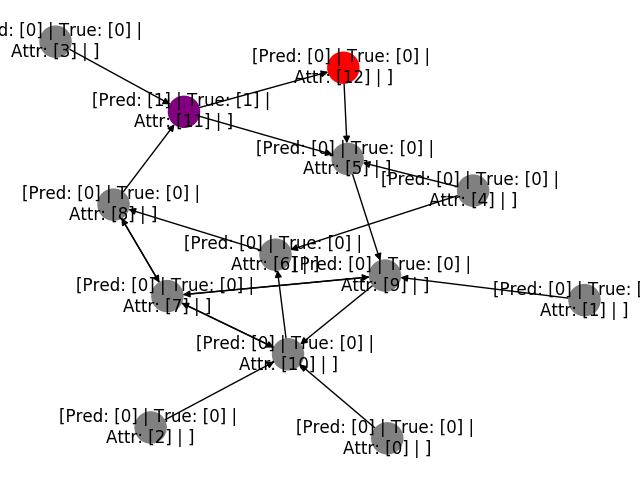 d: [0] | True: [0] |
Attr: [3] | ]
[Pred: [0] | True: [0] |
Attr: [12] | ]
[Pred: [1] | True: [1] |
Attr: [11] | ]
[Pred: [0] | True: [0] |
Attr: [5] | ]
[Pred: [0] | True: [0] |
Attr: [4] | ]
[Pred: [0] | True: [0] |
Attr: [8] | ]
[Pred: [0] | True: [0] |
Attr: [6] | ]
[Pred: [0] | True: [0] |
Attr: [9] | ]
[Pred: [0] | True: [0] |
Attr: [7] | ]
[Pred: [0] | True: [
Attr: [1] | ]
[Pred: [0] | True: [0] |
Attr: [10] | ]
[Pred: [0] | True: [0] |
Attr: [2] | ]
[Pred: [0] | True: [0] |
Attr: [0] | ]